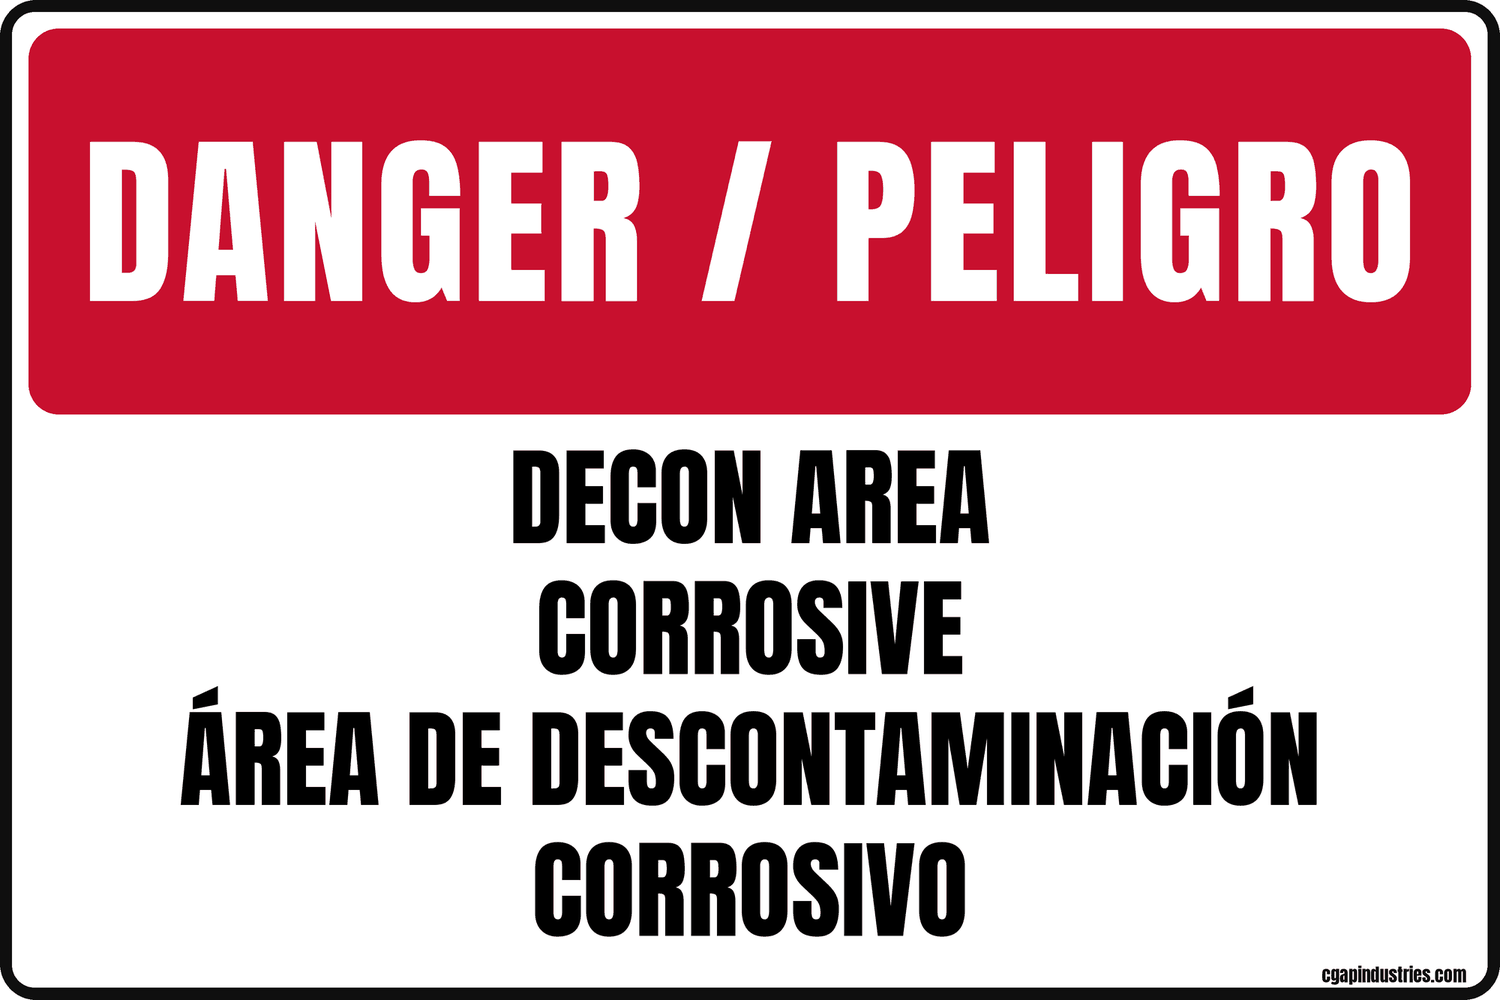 DANGER / PELIGRO
DECON AREA
CORROSIVE
ÁREA DE DESCONTAMINACIÓN
CORROSIVO
cgapindustries.com